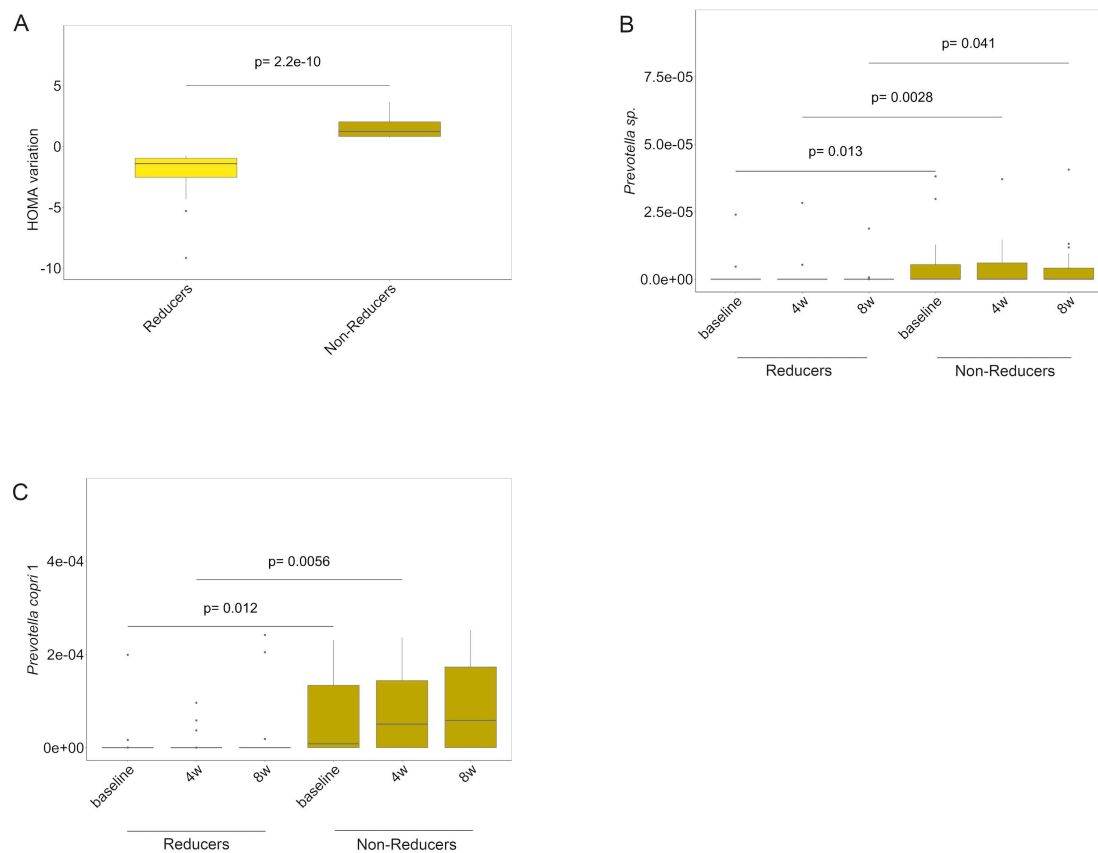 A
HOMA variation
p= 2.2e-10
5
0
-5
-10
Reducers
Non-Reducers
B
Prevotella sp.
p= 0.041
7.5e-05
p= 0.0028
5.0e-05
p= 0.013
2.5e-05
0.0e+00
baseline
4w
8w
baseline
4w
8w
Reducers
Non-Reducers
C
Prevotella copri 1
4e-04
p= 0.0056
p= 0.012
2e-04
0e+00
baseline
4w
8w
baseline
4w
8w
Reducers
Non-Reducers